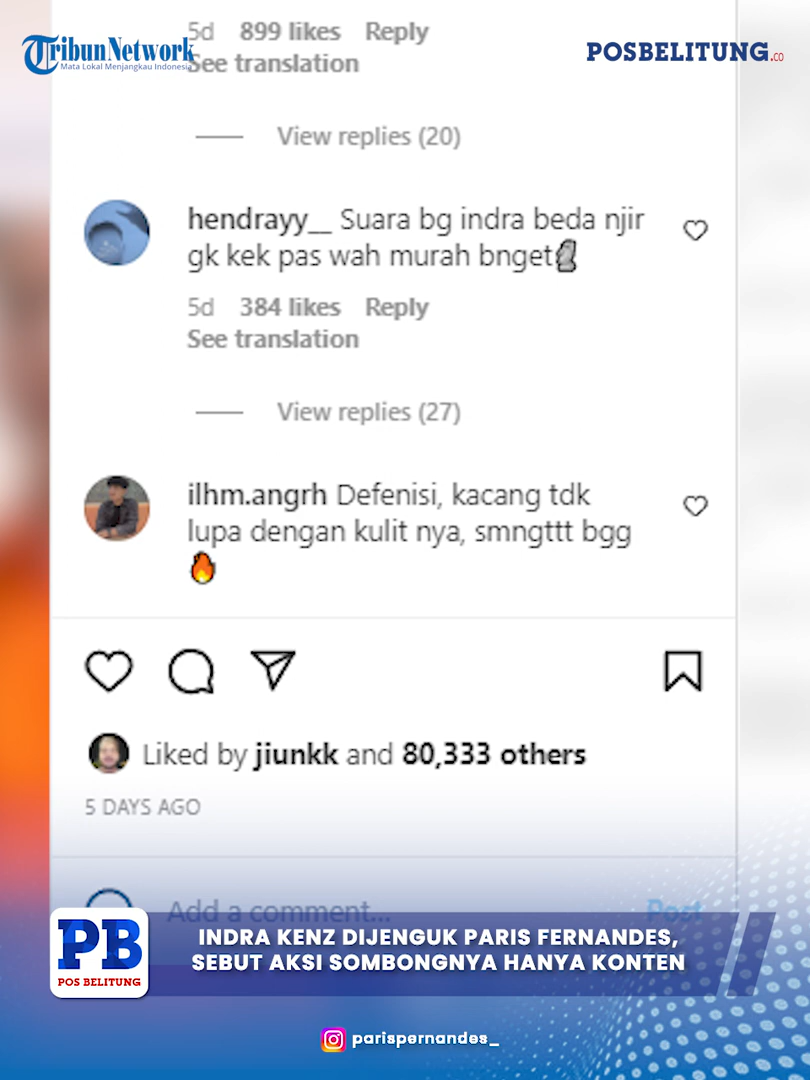 5d 899 likes Reply
TribunNetwork
Mata Lokal Menjangkau Indonesia
POSBELITUNG.CO
See translation
View replies (20)
hendrayy__ Suara bg indra beda njir
gk kek pas wah murah bnget🗿
5d 384 likes Reply
See translation
View replies (27)
ilhm.angrh Defenisi, kacang tdk
lupa dengan kulit nya, smngttt bgg
🔥
Liked by jiunkk and 80,333 others
5 DAYS AGO
Add a comment...
Post
PB
POS BELITUNG
INDRA KENZ DIJENGUK PARIS FERNANDES,
SEBUT AKSI SOMBONGNYA HANYA KONTEN
parispernandes_